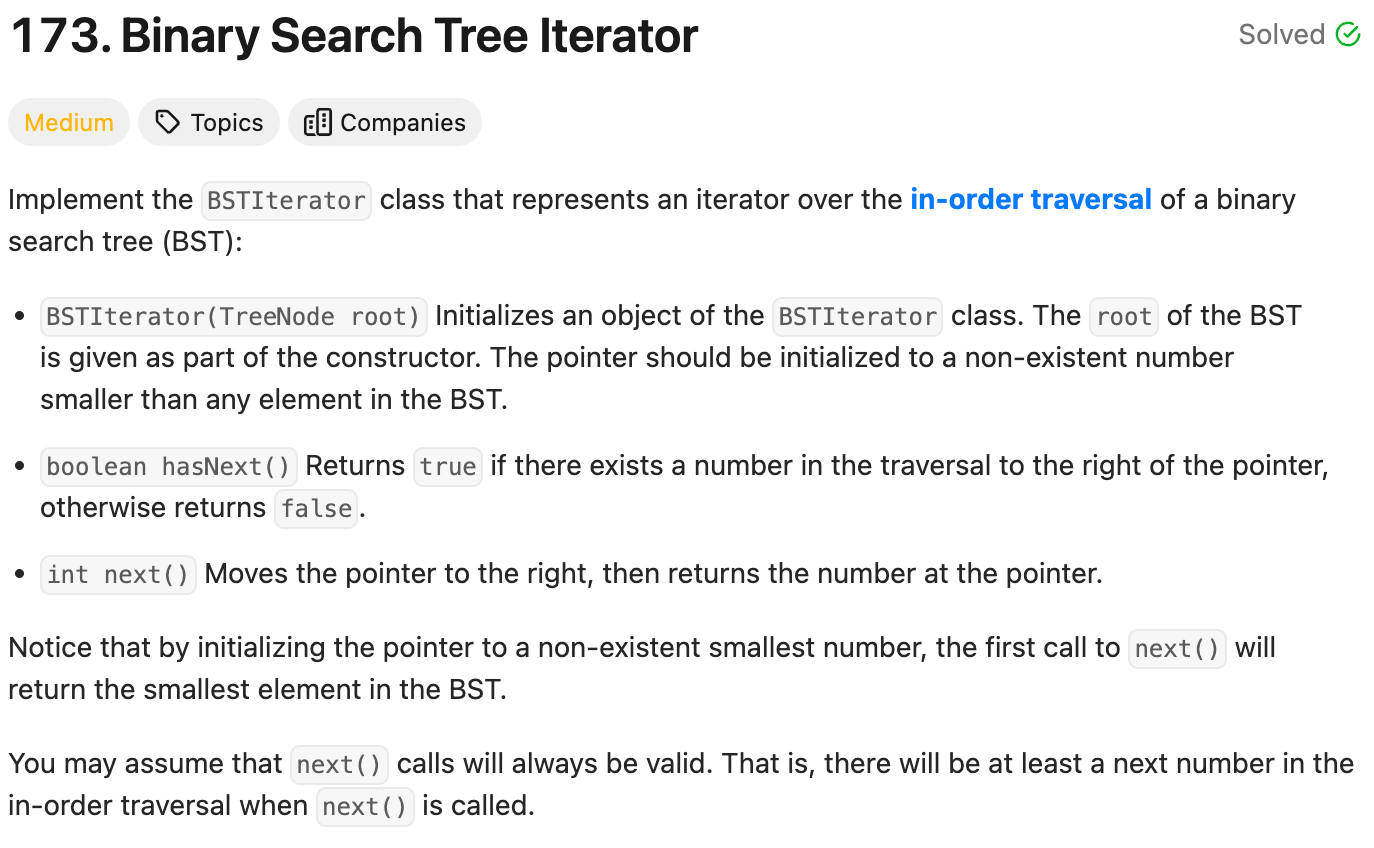 173. Binary Search Tree Iterator
Solved
Medium
Topics
Companies
Implement the BSTIterator class that represents an iterator over the in-order traversal of a binary
search tree (BST):
• BSTIterator(TreeNode root) Initializes an object of the BSTIterator class. The root of the BST
is given as part of the constructor. The pointer should be initialized to a non-existent number
smaller than any element in the BST.
• boolean hasNext() Returns true if there exists a number in the traversal to the right of the pointer,
otherwise returns false.
• int next() Moves the pointer to the right, then returns the number at the pointer.
Notice that by initializing the pointer to a non-existent smallest number, the first call to next() will
return the smallest element in the BST.
You may assume that next() calls will always be valid. That is, there will be at least a next number in the
in-order traversal when next() is called.